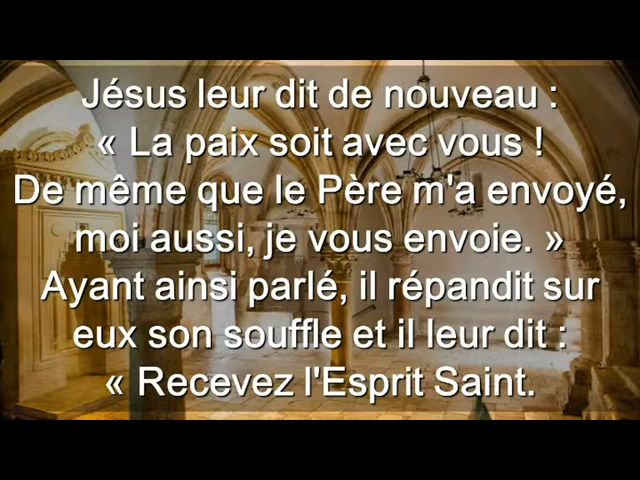 Jésus leur dit de nouveau :
« La paix soit avec vous !
De même que le Père m'a envoyé,
moi aussi, je vous envoie. »
Ayant ainsi parlé, il répandit sur
eux son souffle et il leur dit :
« Recevez l'Esprit Saint.